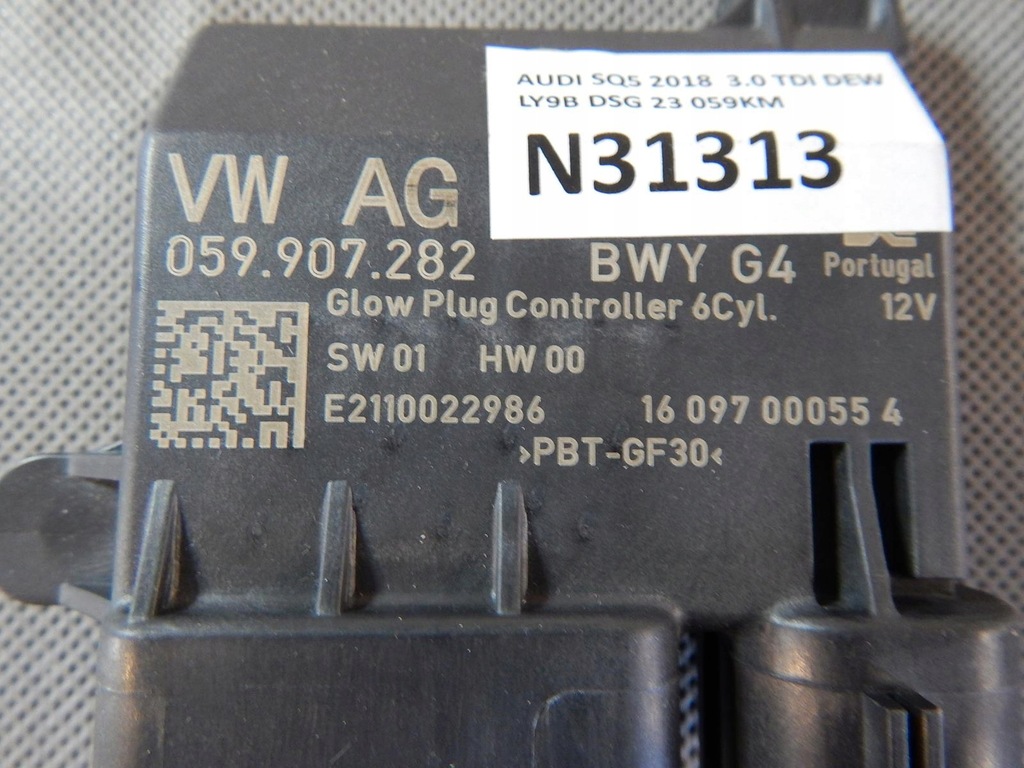 AUDI SQ5 2018 3.0 TDI DEW
LY9B DSG 23 059KM
N31313
VW AG
059.907.282 BWY G4 Portugal
Glow Plug Controller 6Cyl. 12V
SW 01 HW 00
E2110022986 16 097 00055 4
>PBT-GF30<